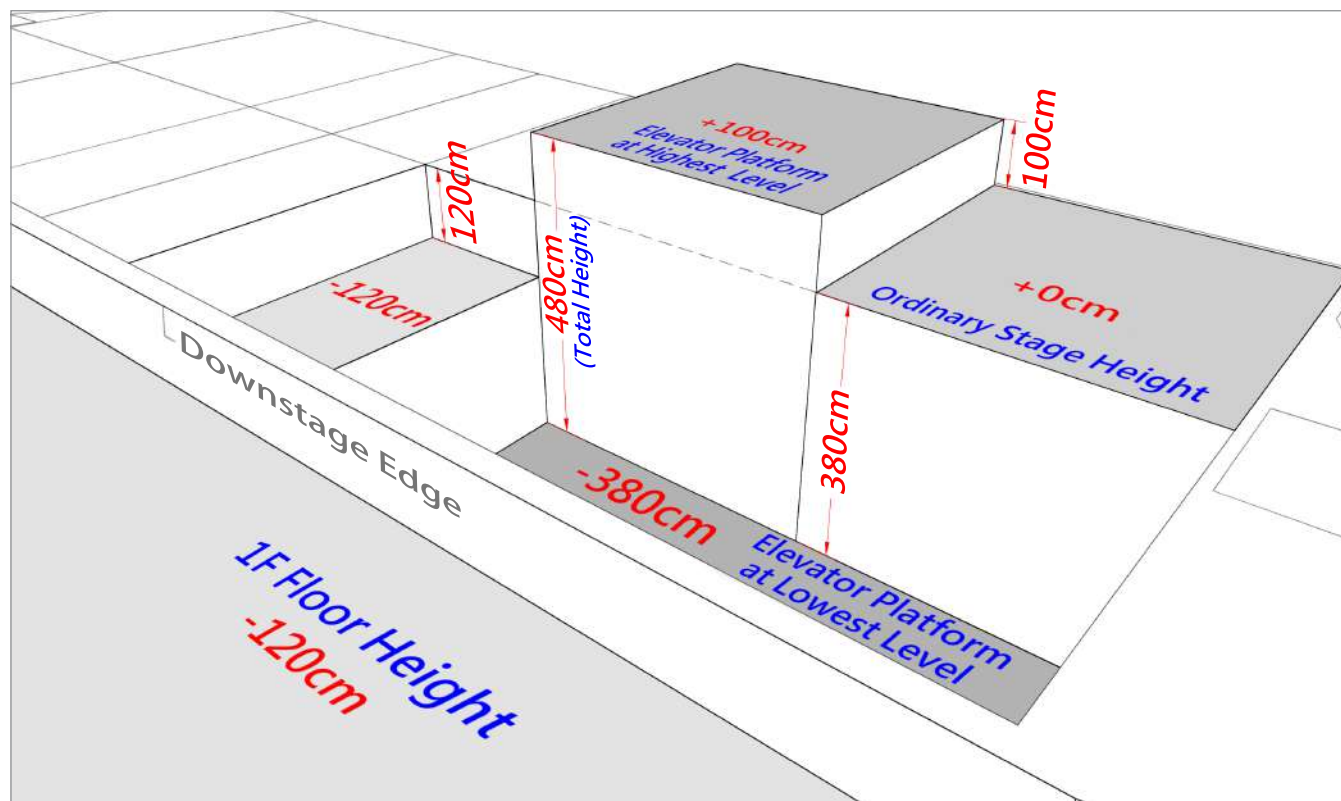 +100cm
Elevator Platform
at Highest Level
100cm
120cm
480cm
(Total Height)
-120cm
+0cm
Ordinary Stage Height
380cm
Downstage Edge
-380cm
Elevator Platform
at Lowest Level
1F Floor Height
-120cm